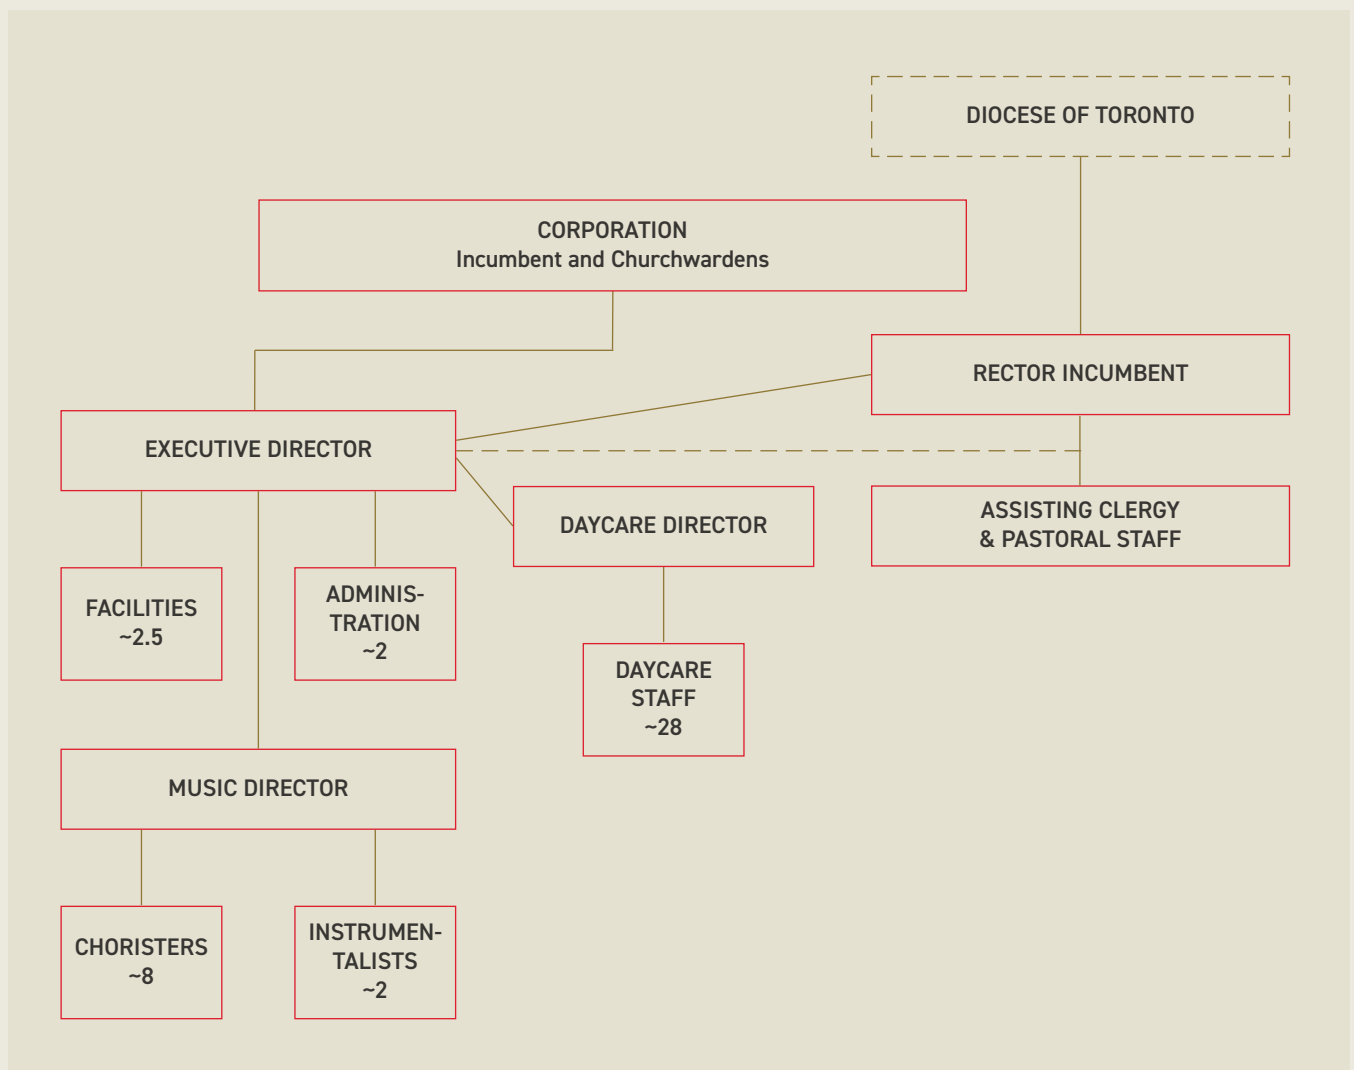 DIOCESE OF TORONTO
CORPORATION
Incumbent and Churchwardens
RECTOR INCUMBENT
EXECUTIVE DIRECTOR
DAYCARE DIRECTOR
ASSISTING CLERGY
& PASTORAL STAFF
FACILITIES
~2.5
ADMINIS-
TRATION
~2
DAYCARE
STAFF
~28
MUSIC DIRECTOR
CHORISTERS
~8
INSTRUMEN-
TALISTS
~2